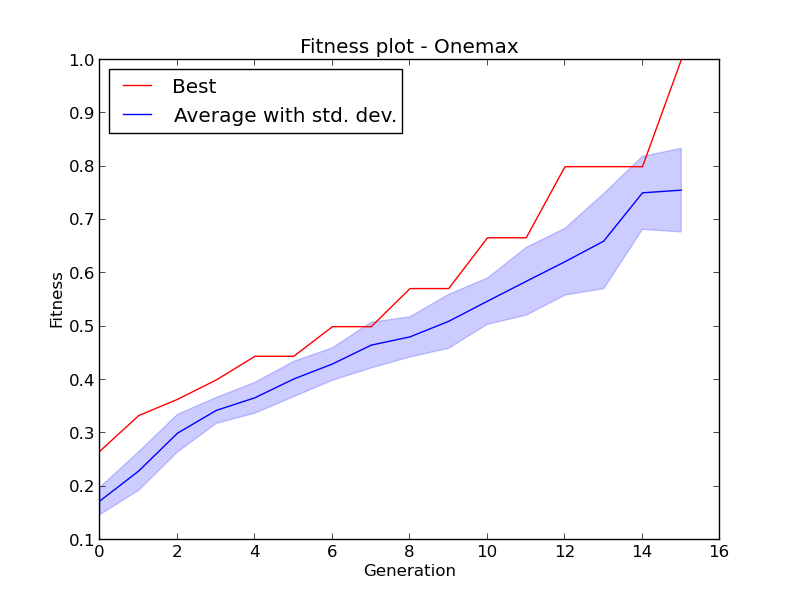 Fitness plot - Onemax
Best
Average with std. dev.
1.0
0.9
0.8
0.7
0.6
0.5
0.4
0.3
0.2
0.1
Fitness
0 2 4 6 8 10 12 14 16
Generation